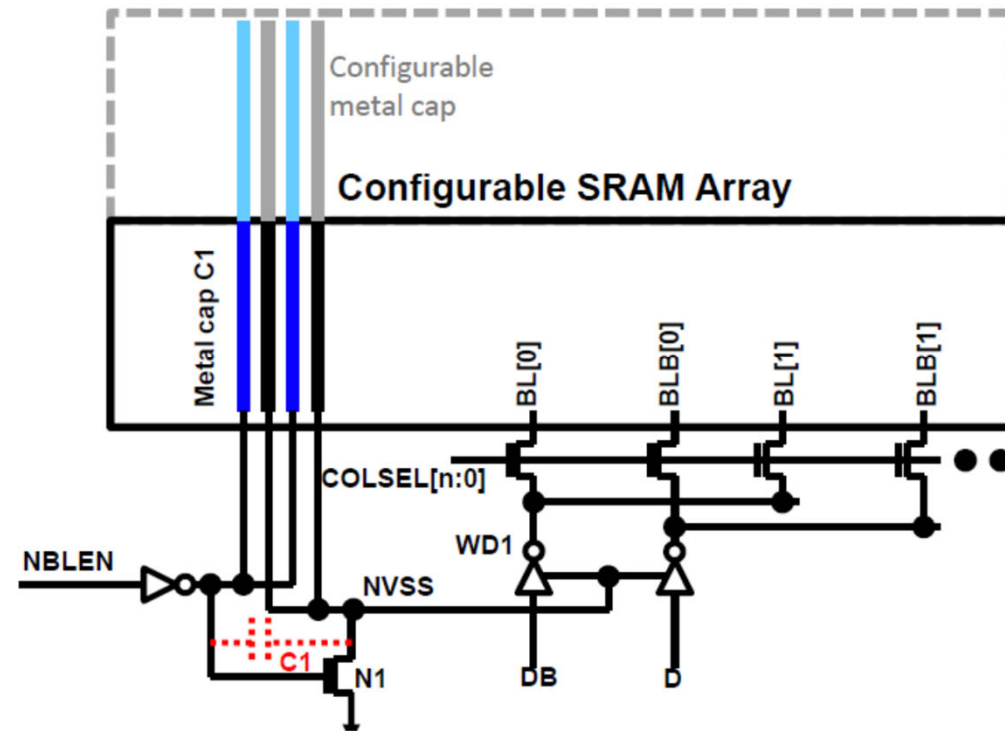 Configurable
metal cap
Configurable SRAM Array
Metal cap C1
BL[0]
BLB[0]
BL[1]
BLB[1]
COLSEL[n:0]
WD1
NBLEN
NVSS
C1
N1
DB
D